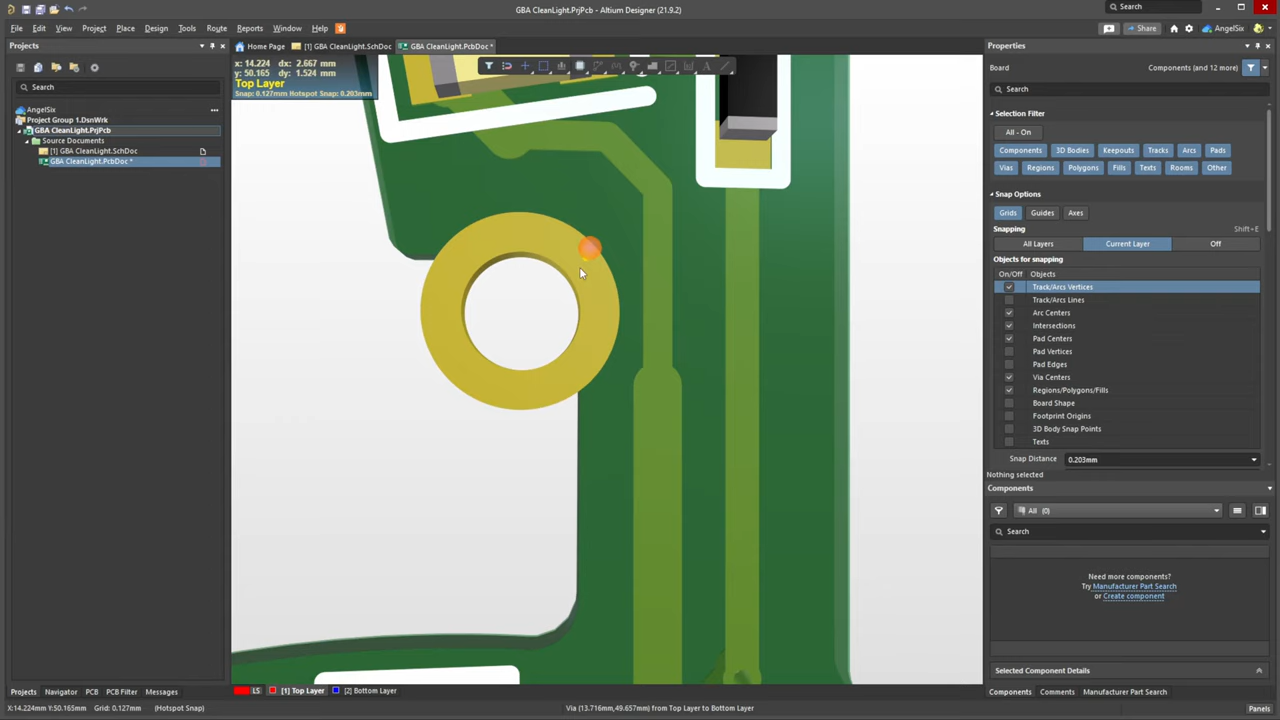 GBA CleanLight.PrjPcb - Altium Designer (21.9.2)
Search
File Edit View Project Place Design Tools Route Reports Window Help
Share
AngelSix
Projects
Home Page
[1] GBA CleanLight.SchDoc
GBA CleanLight.PcbDoc *
Properties
x: 14.224 dx: 2.667 mm
y: 50.165 dy: 1.524 mm
Top Layer
Snap: 0.127mm Hotspot Snap: 0.203mm
Board
Components (and 12 more)
Search
Search
AngelSix
Project Group 1.DsnWrk
GBA CleanLight.PrjPcb
Source Documents
[1] GBA CleanLight.SchDoc
GBA CleanLight.PcbDoc *
Selection Filter
All - On
Components 3D Bodies Keepouts Tracks Arcs Pads
Vias Regions Polygons Fills Texts Rooms Other
Snap Options
Grids Guides Axes
Snapping Shift+E
All Layers Current Layer Off
Objects for snapping
On/Off Objects
Track/Arcs Vertices
Track/Arcs Lines
Arc Centers
Intersections
Pad Centers
Pad Vertices
Pad Edges
Via Centers
Regions/Polygons/Fills
Board Shape
Footprint Origins
3D Body Snap Points
Texts
Snap Distance 0.203mm
Nothing selected
Components
All (0)
Search
Need more components?
Try Manufacturer Part Search
or Create component
Selected Component Details
Projects Navigator PCB PCB Filter Messages
LS [1] Top Layer [2] Bottom Layer
Components Comments Manufacturer Part Search
X:14.224mm Y:50.165mm Grid: 0.127mm (Hotspot Snap)
Via (13.716mm,49.657mm) from Top Layer to Bottom Layer
Panels